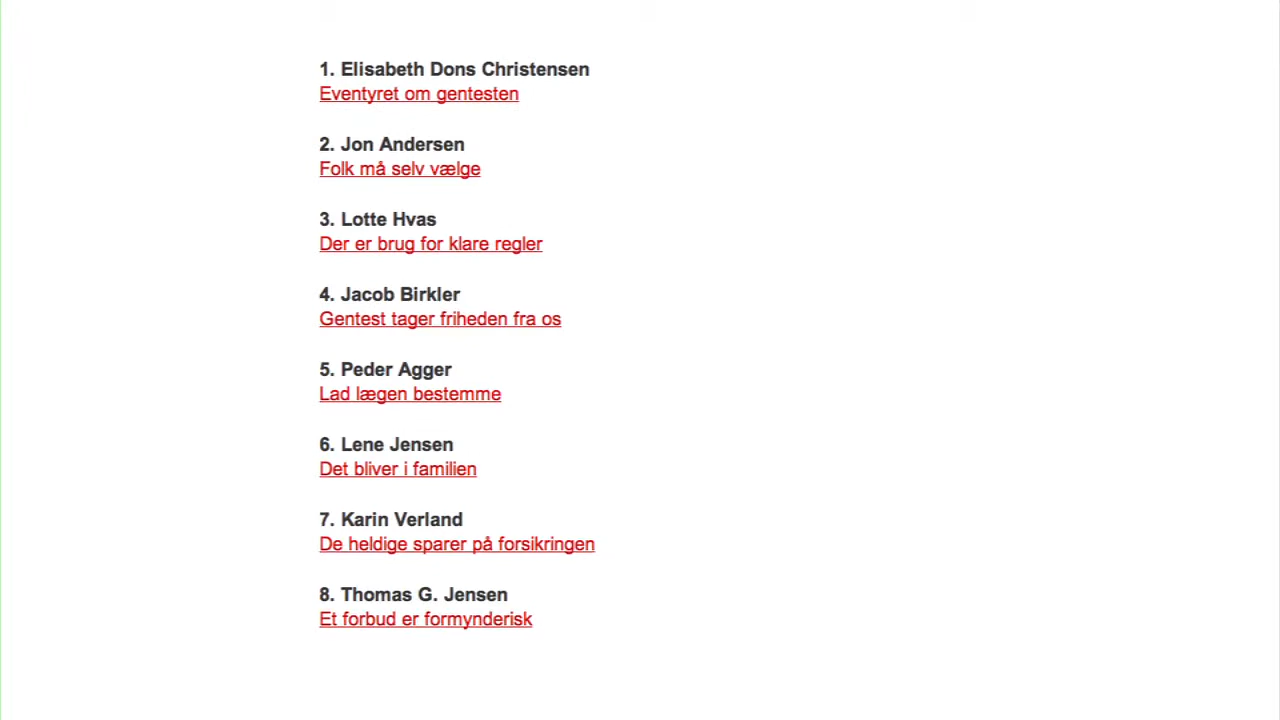 1. Elisabeth Dons Christensen
Eventyret om gentesten
2. Jon Andersen
Folk må selv vælge
3. Lotte Hvas
Der er brug for klare regler
4. Jacob Birkler
Gentest tager friheden fra os
5. Peder Agger
Lad lægen bestemme
6. Lene Jensen
Det bliver i familien
7. Karin Verland
De heldige sparer på forsikringen
8. Thomas G. Jensen
Et forbud er formynderisk